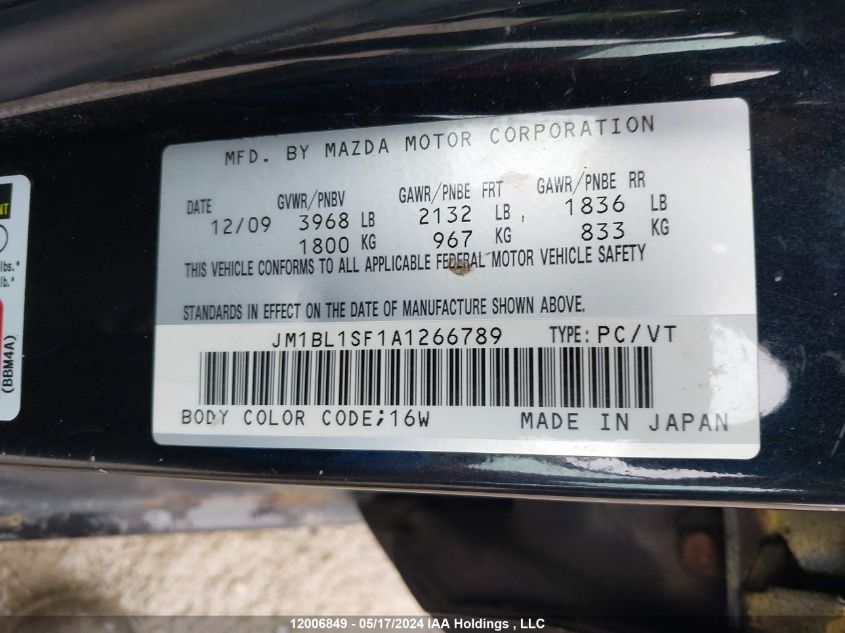 MFD. BY MAZDA MOTOR CORPORATION
DATE GVWR/PNBV GAWR/PNBE FRT GAWR/PNBE RR
12/09 3968 LB 2132 LB, 1836 LB
1800 KG 967 KG 833 KG
THIS VEHICLE CONFORMS TO ALL APPLICABLE FEDERAL MOTOR VEHICLE SAFETY
STANDARDS IN EFFECT ON THE DATE OF MANUFACTURE SHOWN ABOVE.
JM1BL1SF1A1266789 TYPE: PC/VT
BODY COLOR CODE;16W MADE IN JAPAN
lbs.*
lb.*
(BBM4A)
12006849 - 05/17/2024 IAA Holdings , LLC